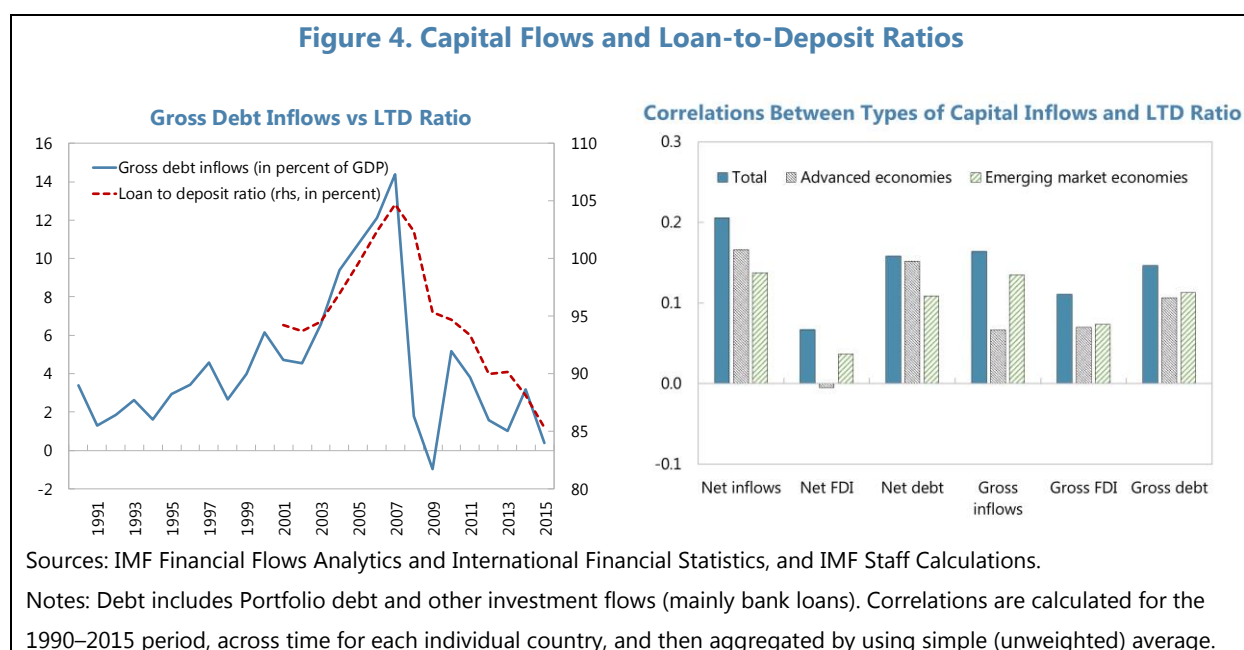 Figure 4. Capital Flows and Loan-to-Deposit Ratios
Gross Debt Inflows vs LTD Ratio
16
14
12
10
8
6
4
2
0
-2
Gross debt inflows (in percent of GDP)
Loan to deposit ratio (rhs, in percent)
110
105
100
95
90
85
80
1991
1993
1995
1997
1999
2001
2003
2005
2007
2009
2011
2013
2015
Correlations Between Types of Capital Inflows and LTD Ratio
0.3
0.2
0.1
0.0
-0.1
Total
Advanced economies
Emerging market economies
Net inflows
Net FDI
Net debt
Gross
inflows
Gross FDI
Gross debt
Sources: IMF Financial Flows Analytics and International Financial Statistics, and IMF Staff Calculations.
Notes: Debt includes Portfolio debt and other investment flows (mainly bank loans). Correlations are calculated for the
1990–2015 period, across time for each individual country, and then aggregated by using simple (unweighted) average.